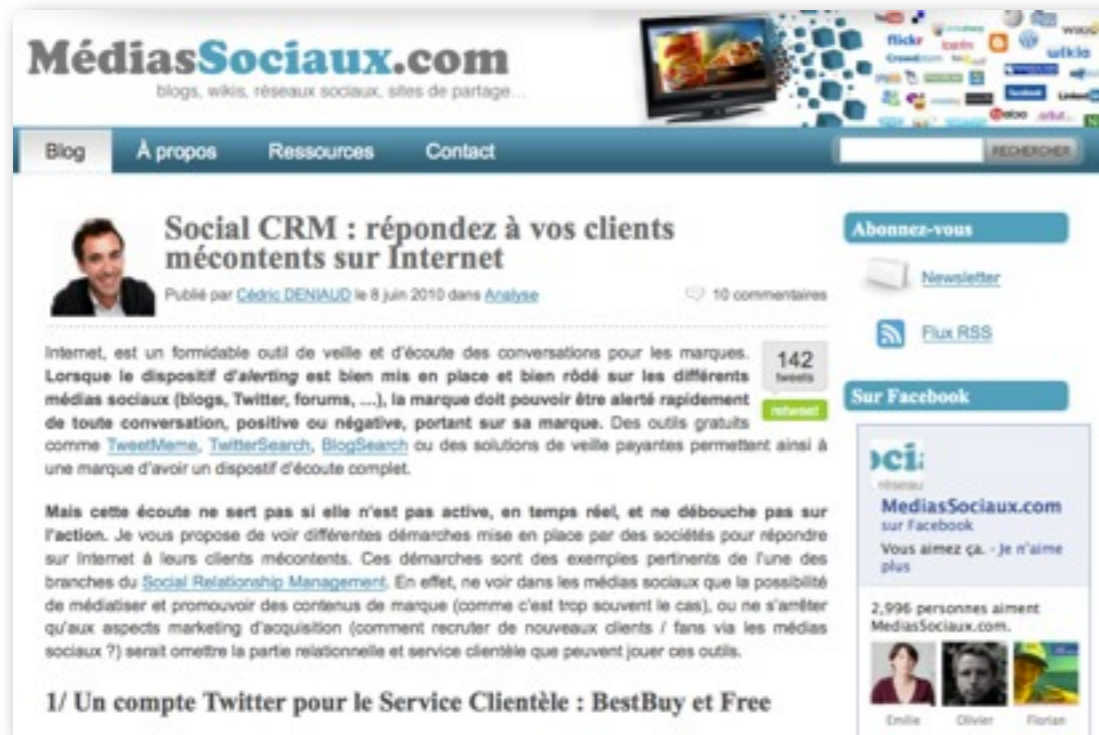 MédiasSociaux.com
blogs, wikis, réseaux sociaux, sites de partage...
flickr
wikia
facebook
Blog
À propos
Ressources
Contact
RECHERCHER
Social CRM : répondez à vos clients
mécontents sur Internet
Publié par Cédric DENIAUD le 8 juin 2010 dans Analyse
10 commentaires
Internet, est un formidable outil de veille et d'écoute des conversations pour les marques.
Lorsque le dispositif d'alerting est bien mis en place et bien rôdé sur les différents
médias sociaux (blogs, Twitter, forums, ...), la marque doit pouvoir être alerté rapidement
de toute conversation, positive ou négative, portant sur sa marque. Des outils gratuits
comme TweetMeme, TwitterSearch, BlogSearch ou des solutions de veille payantes permettent ainsi à
une marque d'avoir un dispostif d'écoute complet.
142
tweets
retweet
Mais cette écoute ne sert pas si elle n'est pas active, en temps réel, et ne débouche pas sur
l'action. Je vous propose de voir différentes démarches mise en place par des sociétés pour répondre
sur Internet à leurs clients mécontents. Ces démarches sont des exemples pertinents de l'une des
branches du Social Relationship Management. En effet, ne voir dans les médias sociaux que la possibilité
de médiatiser et promouvoir des contenus de marque (comme c'est trop souvent le cas), ou ne s'arrêter
qu'aux aspects marketing d'acquisition (comment recruter de nouveaux clients / fans via les médias
sociaux ?) serait omettre la partie relationnelle et service clientèle que peuvent jouer ces outils.
1/ Un compte Twitter pour le Service Clientèle : BestBuy et Free
Abonnez-vous
Newsletter
Flux RSS
Sur Facebook
oci
réseau
MediasSociaux.com
sur Facebook
Vous aimez ça. - Je n'aime
plus
2,996 personnes aiment
MediasSociaux.com.
Emilie
Olivier
Florian